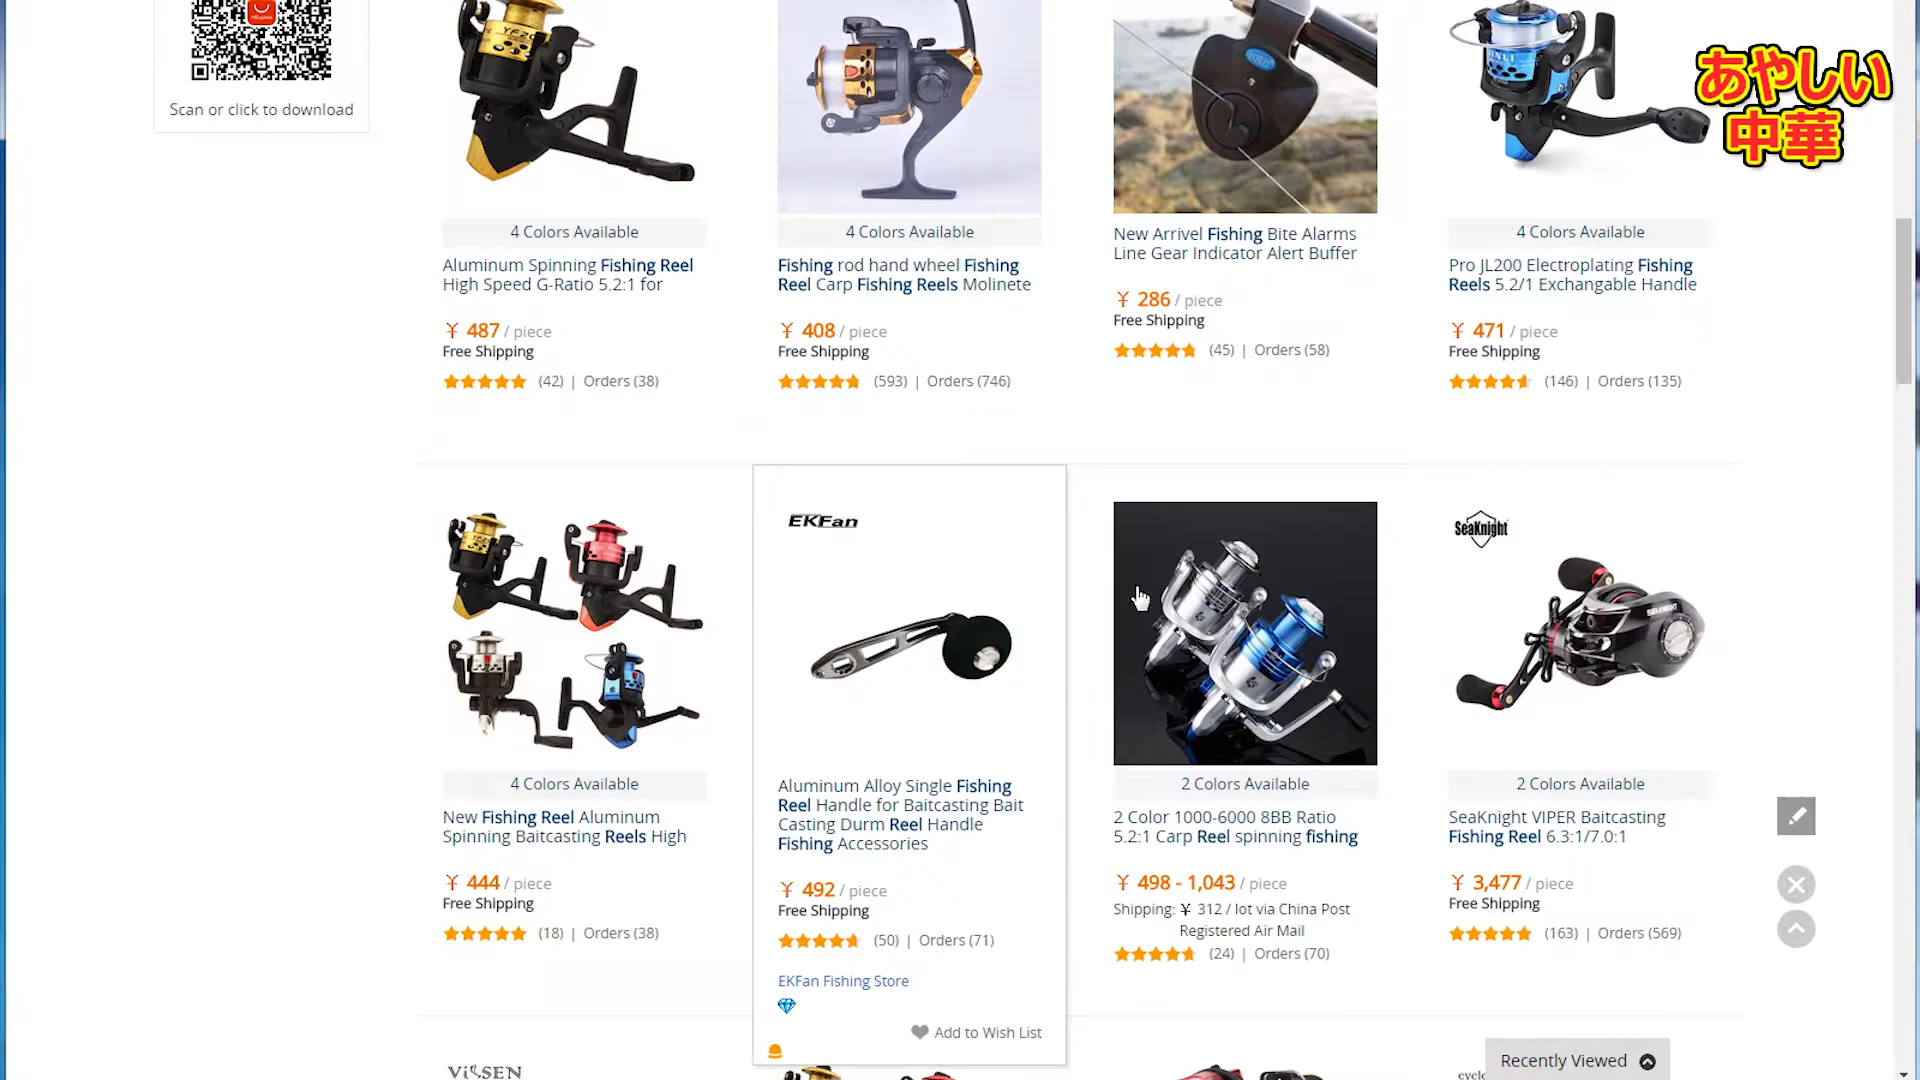 Scan or click to download
あやしい
中華
4 Colors Available
Aluminum Spinning Fishing Reel
High Speed G-Ratio 5.2:1 for
¥ 487 / piece
Free Shipping
(42) | Orders (38)
4 Colors Available
Fishing rod hand wheel Fishing
Reel Carp Fishing Reels Molinete
¥ 408 / piece
Free Shipping
(593) | Orders (746)
New Arrivel Fishing Bite Alarms
Line Gear Indicator Alert Buffer
¥ 286 / piece
Free Shipping
(45) | Orders (58)
4 Colors Available
Pro JL200 Electroplating Fishing
Reels 5.2/1 Exchangable Handle
¥ 471 / piece
Free Shipping
(146) | Orders (135)
4 Colors Available
New Fishing Reel Aluminum
Spinning Baitcasting Reels High
¥ 444 / piece
Free Shipping
(18) | Orders (38)
EKFan
Aluminum Alloy Single Fishing
Reel Handle for Baitcasting Bait
Casting Durm Reel Handle
Fishing Accessories
¥ 492 / piece
Free Shipping
(50) | Orders (71)
EKFan Fishing Store
Add to Wish List
2 Colors Available
2 Color 1000-6000 8BB Ratio
5.2:1 Carp Reel spinning fishing
¥ 498 - 1,043 / piece
Shipping: ¥ 312 / lot via China Post
Registered Air Mail
(24) | Orders (70)
SeaKnight
SEAKNIGHT
2 Colors Available
SeaKnight VIPER Baitcasting
Fishing Reel 6.3:1/7.0:1
¥ 3,477 / piece
Free Shipping
(163) | Orders (569)
Recently Viewed